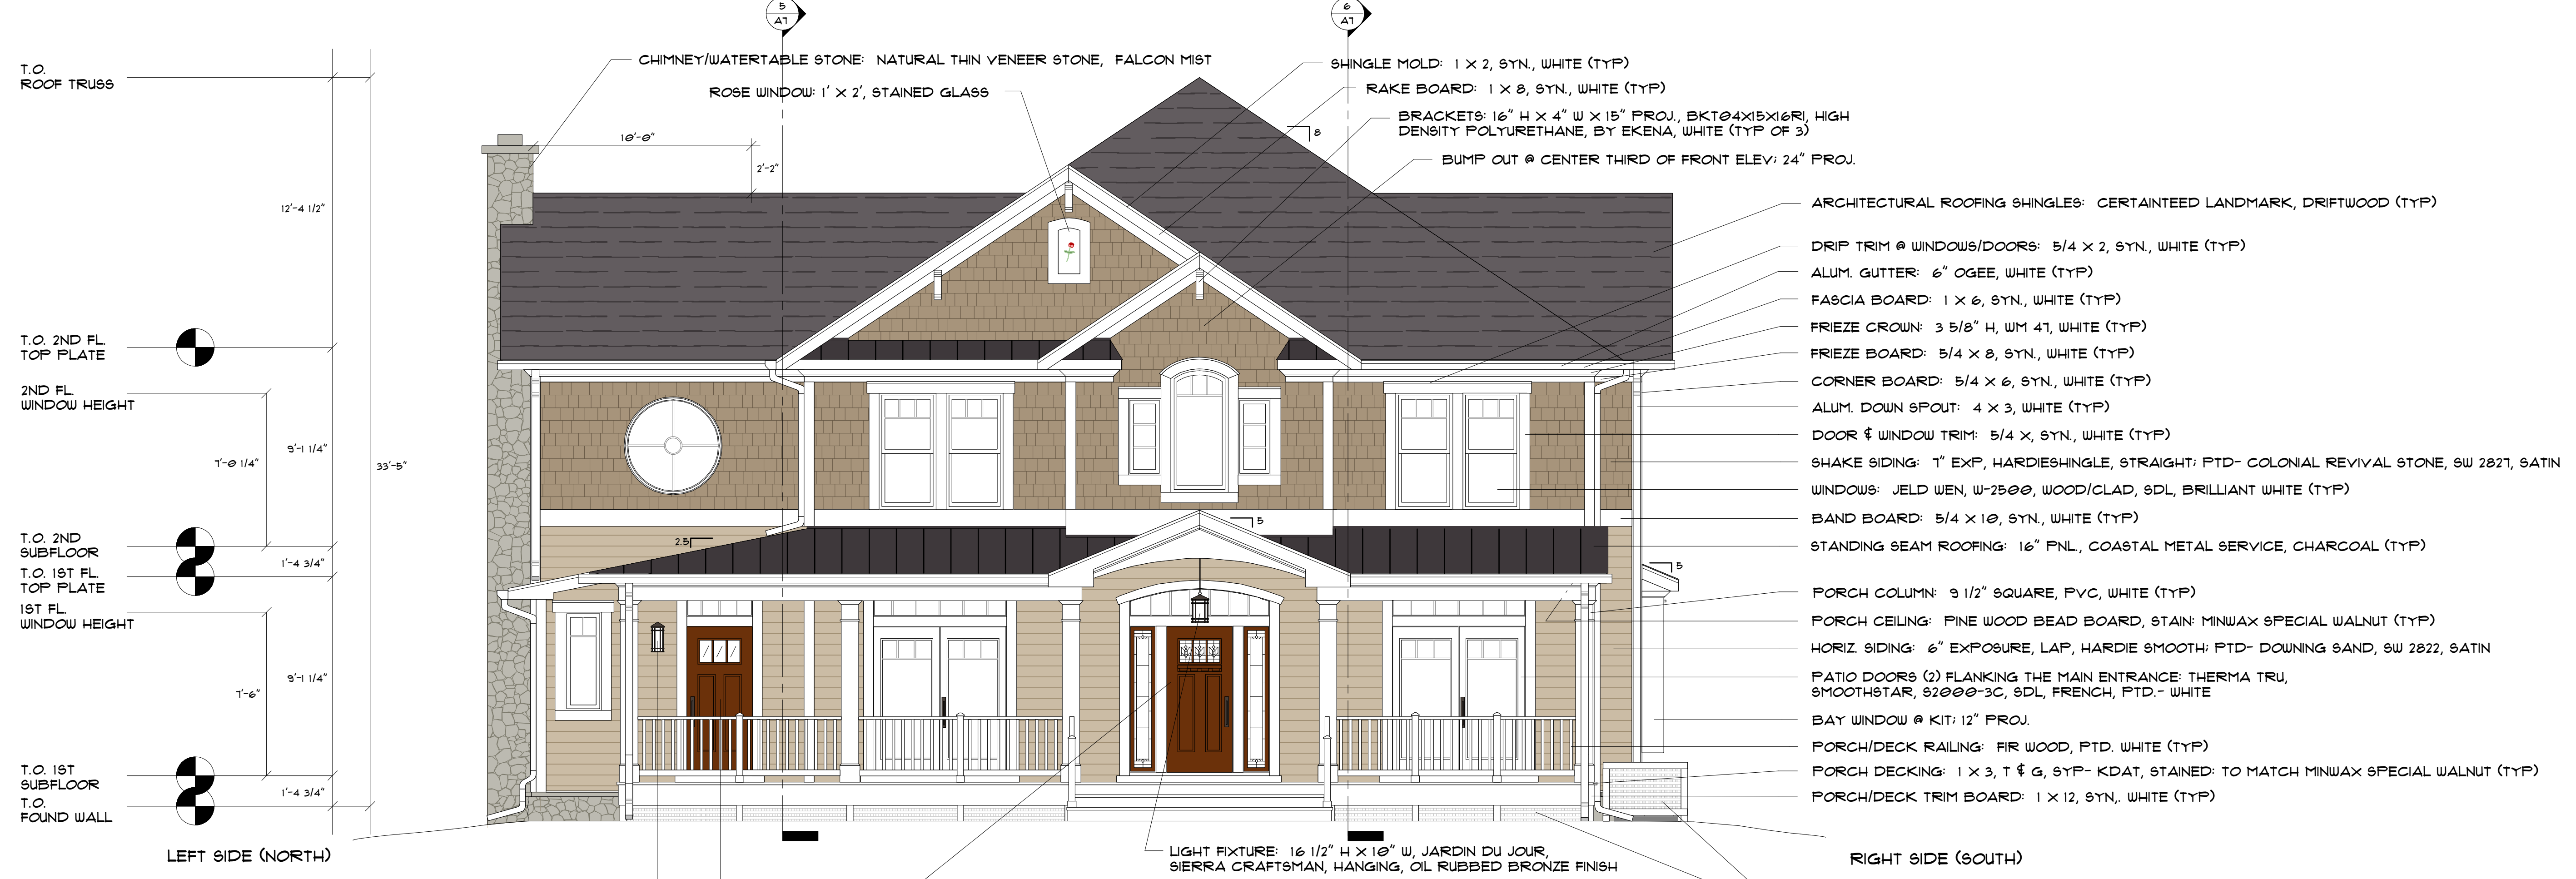 5
A7
6
A7
T.O.
ROOF TRUSS
CHIMNEY/WATERTABLE STONE: NATURAL THIN VENEER STONE, FALCON MIST
ROSE WINDOW: 1' X 2', STAINED GLASS
SHINGLE MOLD: 1 X 2, SYN., WHITE (TYP)
RAKE BOARD: 1 X 8, SYN., WHITE (TYP)
BRACKETS: 16" H X 4" W X 15" PROJ., BKT04X15X16RI, HIGH
DENSITY POLYURETHANE, BY EKENA, WHITE (TYP OF 3)
BUMP OUT @ CENTER THIRD OF FRONT ELEV; 24" PROJ.
8
10'-0"
2'-2"
12'-4 1/2"
ARCHITECTURAL ROOFING SHINGLES: CERTAINTEED LANDMARK, DRIFTWOOD (TYP)
DRIP TRIM @ WINDOWS/DOORS: 5/4 X 2, SYN., WHITE (TYP)
ALUM. GUTTER: 6" OGEE, WHITE (TYP)
FASCIA BOARD: 1 X 6, SYN., WHITE (TYP)
FRIEZE CROWN: 3 5/8" H, WM 47, WHITE (TYP)
FRIEZE BOARD: 5/4 X 8, SYN., WHITE (TYP)
CORNER BOARD: 5/4 X 6, SYN., WHITE (TYP)
ALUM. DOWN SPOUT: 4 X 3, WHITE (TYP)
DOOR & WINDOW TRIM: 5/4 X, SYN., WHITE (TYP)
SHAKE SIDING: 7" EXP, HARDIESHINGLE, STRAIGHT; PTD- COLONIAL REVIVAL STONE, SW 2827, SATIN
WINDOWS: JELD WEN, W-2500, WOOD/CLAD, SDL, BRILLIANT WHITE (TYP)
BAND BOARD: 5/4 X 10, SYN., WHITE (TYP)
STANDING SEAM ROOFING: 16" PNL., COASTAL METAL SERVICE, CHARCOAL (TYP)
PORCH COLUMN: 9 1/2" SQUARE, PVC, WHITE (TYP)
PORCH CEILING: PINE WOOD BEAD BOARD, STAIN: MINWAX SPECIAL WALNUT (TYP)
HORIZ. SIDING: 6" EXPOSURE, LAP, HARDIE SMOOTH; PTD- DOWNING SAND, SW 2822, SATIN
PATIO DOORS (2) FLANKING THE MAIN ENTRANCE: THERMA TRU,
SMOOTHSTAR, S2000-3C, SDL, FRENCH, PTD.- WHITE
BAY WINDOW @ KIT; 12" PROJ.
PORCH/DECK RAILING: FIR WOOD, PTD. WHITE (TYP)
PORCH DECKING: 1 X 3, T & G, SYP- KDAT, STAINED: TO MATCH MINWAX SPECIAL WALNUT (TYP)
PORCH/DECK TRIM BOARD: 1 X 12, SYN,. WHITE (TYP)
T.O. 2ND FL.
TOP PLATE
2ND FL.
WINDOW HEIGHT
7'-0 1/4"
9'-1 1/4"
33'-5"
T.O. 2ND
SUBFLOOR
1'-4 3/4"
T.O. 1ST FL.
TOP PLATE
1ST FL.
WINDOW HEIGHT
7'-6"
9'-1 1/4"
T.O. 1ST
SUBFLOOR
1'-4 3/4"
T.O.
FOUND WALL
2.5
5
5
LEFT SIDE (NORTH)
LIGHT FIXTURE: 16 1/2" H X 10" W, JARDIN DU JOUR,
SIERRA CRAFTSMAN, HANGING, OIL RUBBED BRONZE FINISH
RIGHT SIDE (SOUTH)